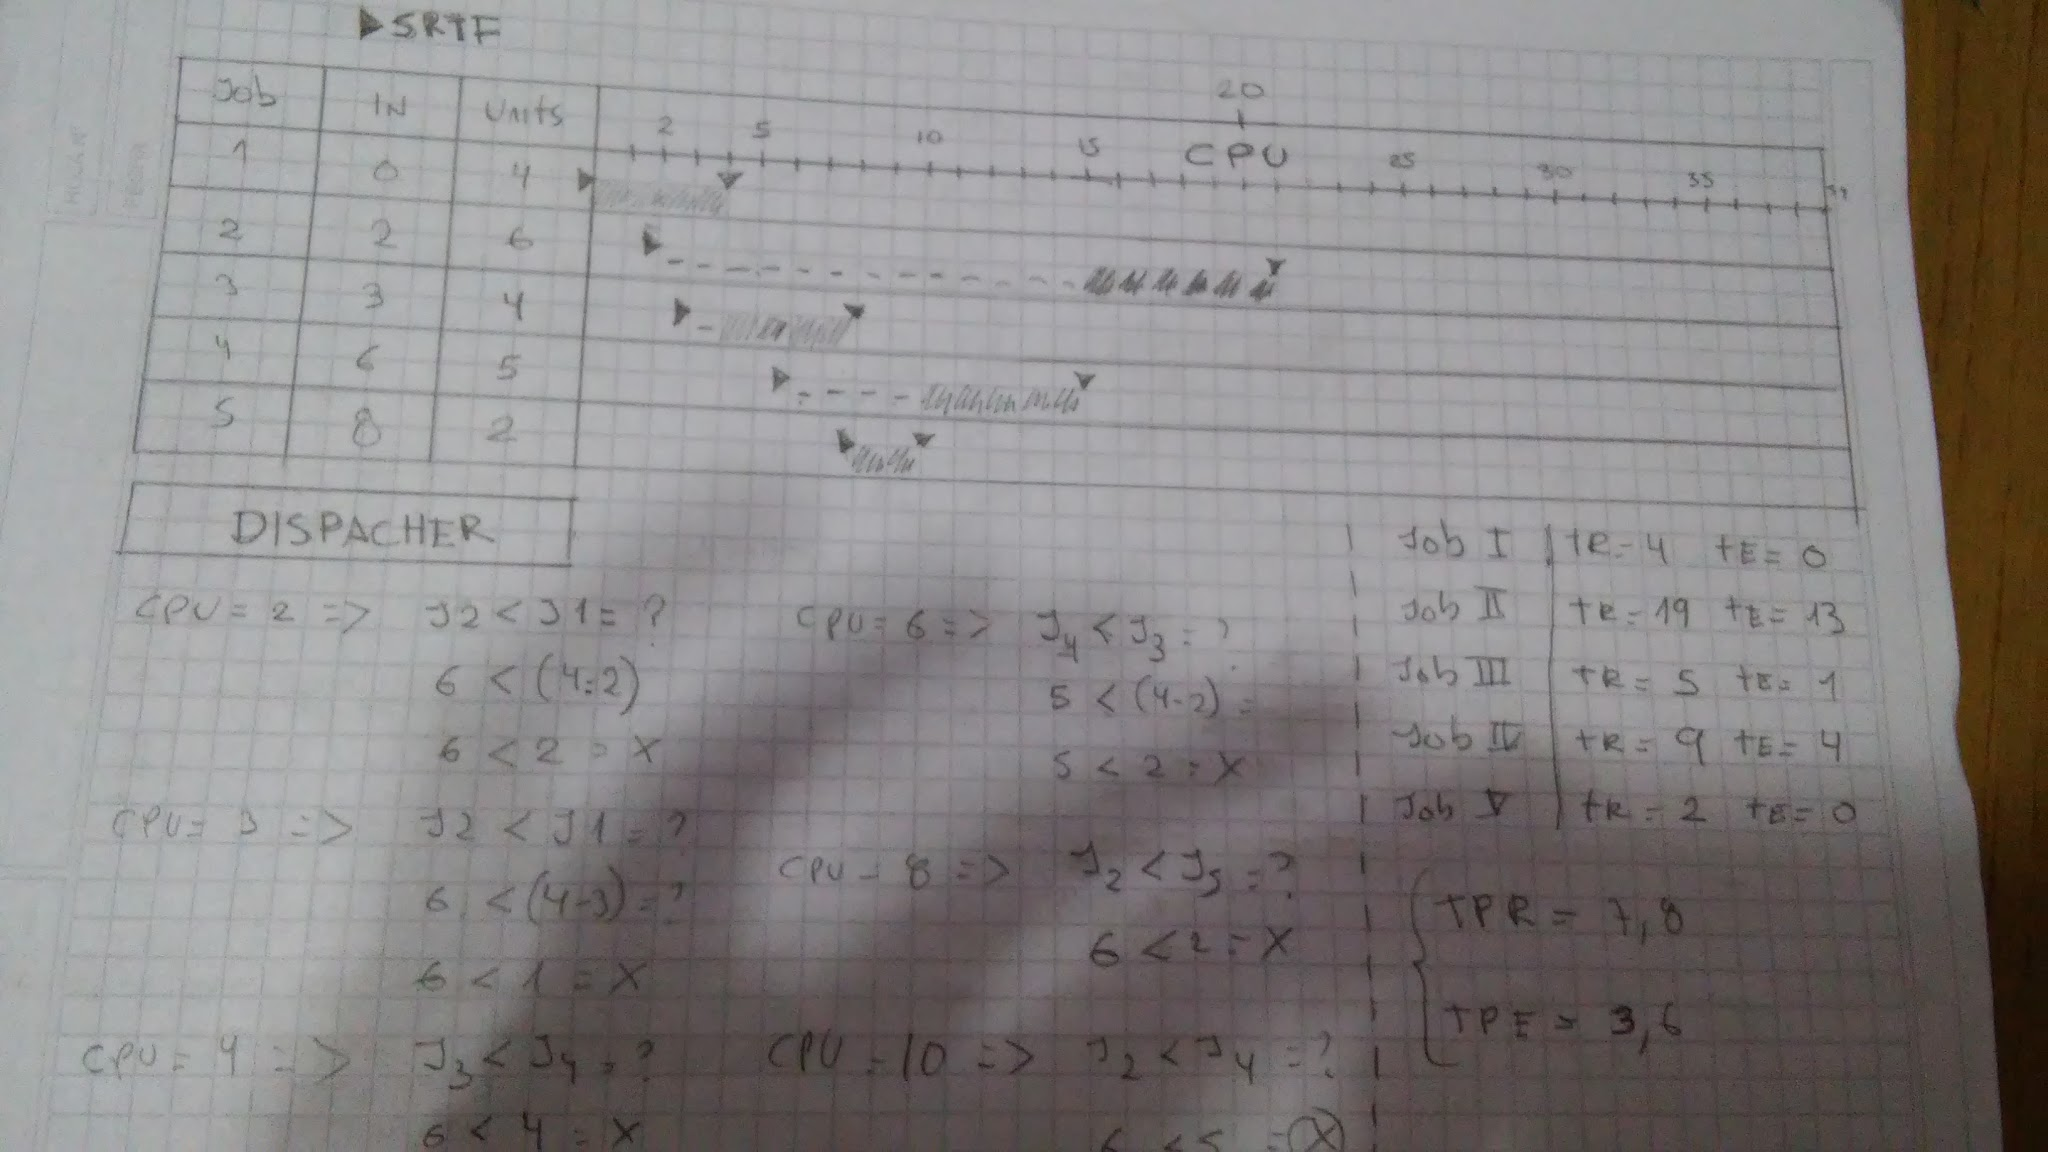 ▶SRTF
Job IN Units CPU
2 5 10 15 20 25 30 35
1 0 4
2 2 6
3 3 4
4 6 5
5 8 2
DISPACHER
CPU = 2 => J2 < J1 = ?
6 < (4-2)
6 < 2 = X
CPU = 3 => J2 < J1 = ?
6 < (4-3) = ?
6 < 1 = X
CPU = 4 => J3 < J4 = ?
6 < 4 = X
CPU = 6 => J4 < J3 = ?
5 < (4-2) =
5 < 2 = X
CPU = 8 => J2 < J5 = ?
6 < 2 = X
CPU = 10 => J2 < J4 = ?
6 < 5 = X
Job I tR = 4 tE = 0
Job II tR = 19 tE = 13
Job III tR = 5 tE = 1
Job IV tR = 9 tE = 4
Job V tR = 2 tE = 0
TPR = 7,8
TPE = 3,6